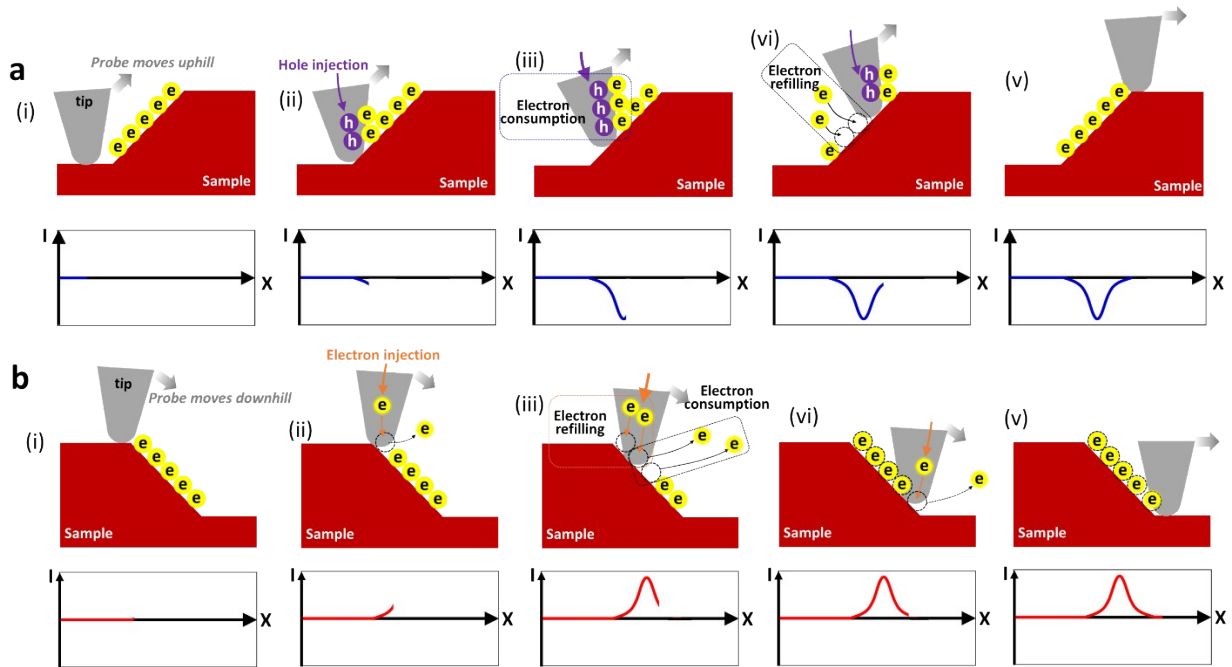 a
Probe moves uphill
(i)
tip
e
e
e
e
e
Sample
Hole injection
(ii)
h
h
e
e
e
e
e
Sample
(iii)
Electron
consumption
h
h
h
e
e
e
e
e
Sample
(vi)
Electron
refilling
e
e
e
h
h
e
e
Sample
(v)
e
e
e
e
e
Sample
I
X
I
X
I
X
I
X
I
X
b
tip
Probe moves downhill
(i)
e
e
e
e
e
Sample
Electron injection
(ii)
e
e
e
e
e
e
Sample
(iii)
Electron
refilling
Electron
consumption
e
e
e
e
e
e
Sample
(vi)
e
e
e
e
e
e
Sample
(v)
e
e
e
e
e
Sample
I
X
I
X
I
X
I
X
I
X